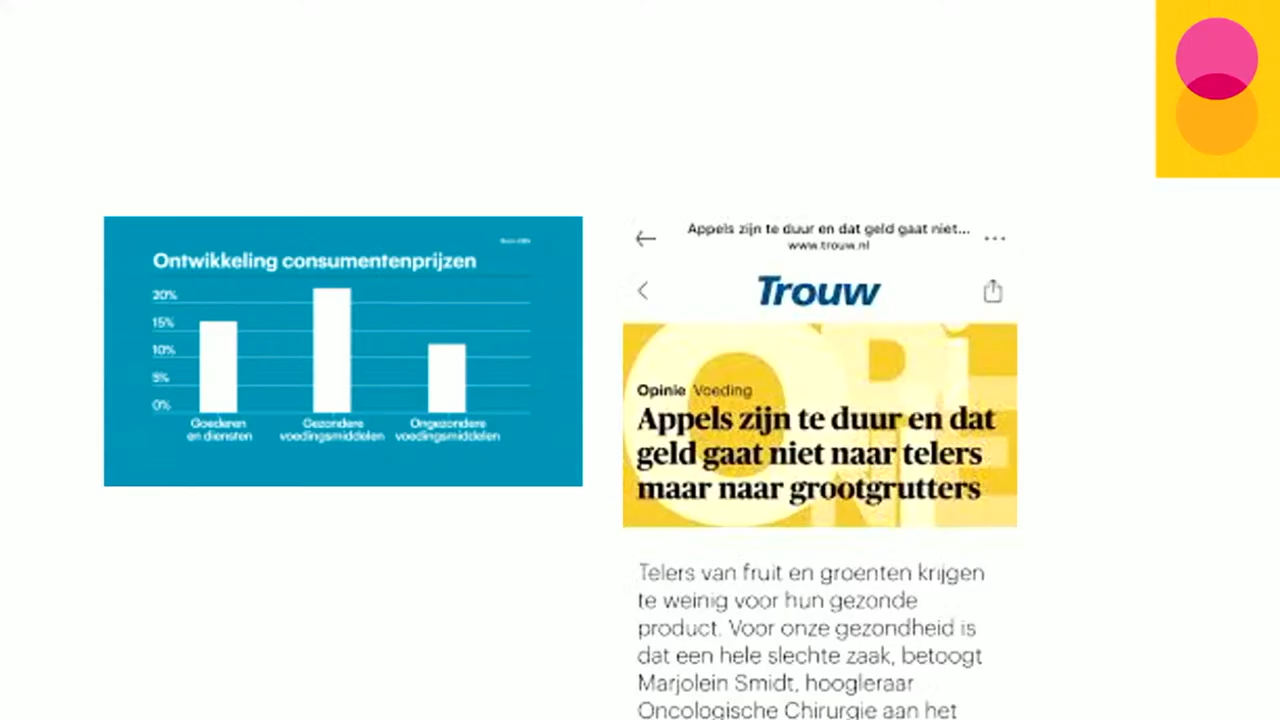 Ontwikkeling consumentenprijzen
20%
15%
10%
5%
0%
Goederen
en diensten
Gezondere
voedingsmiddelen
Ongezondere
voedingsmiddelen
Appels zijn te duur en dat geld gaat niet...
www.trouw.nl
Trouw
Opinie Voeding
Appels zijn te duur en dat
geld gaat niet naar telers
maar naar grootgrutters
Telers van fruit en groenten krijgen
te weinig voor hun gezonde
product. Voor onze gezondheid is
dat een hele slechte zaak, betoogt
Marjolein Smidt, hoogleraar
Oncologische Chirurgie aan het